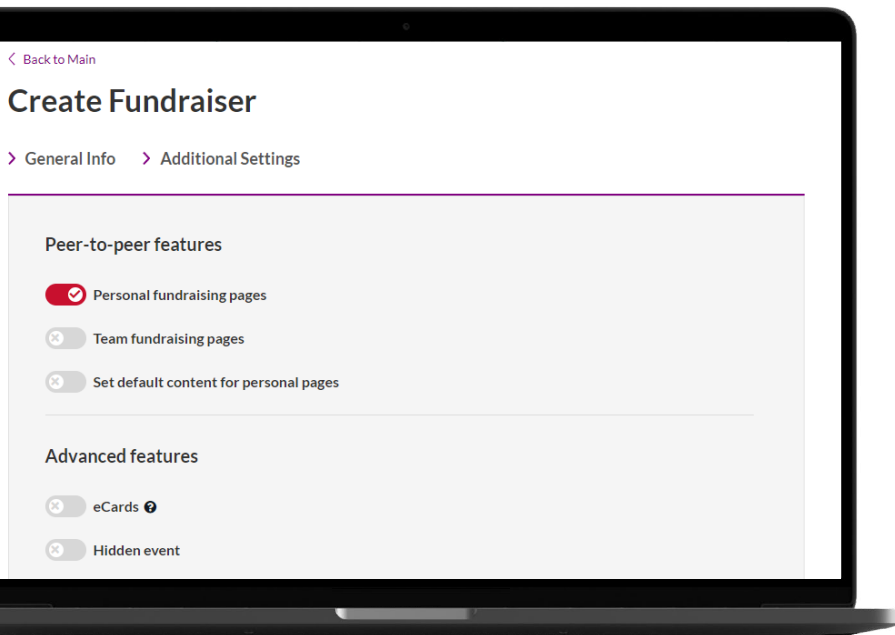 Back to Main
Create Fundraiser
General Info Additional Settings
Peer-to-peer features
Personal fundraising pages
Team fundraising pages
Set default content for personal pages
Advanced features
eCards ?
Hidden event